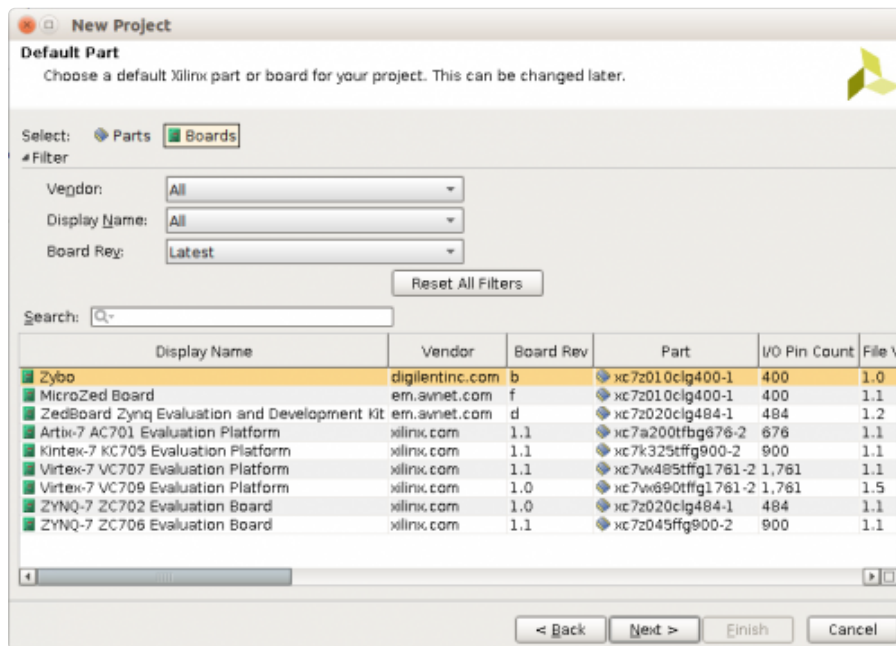 New Project
Default Part
Choose a default Xilinx part or board for your project. This can be changed later.
Select: Parts Boards
Filter
Vendor: All
Display Name: All
Board Rev: Latest
Reset All Filters
Search:
Display Name Vendor Board Rev Part I/O Pin Count File V
Zybo digilentinc.com b xc7z010clg400-1 400 1.0
MicroZed Board em.avnet.com f xc7z010clg400-1 400 1.1
ZedBoard Zynq Evaluation and Development Kit em.avnet.com d xc7z020clg484-1 484 1.2
Artix-7 AC701 Evaluation Platform xilinx.com 1.1 xc7a200tfbg676-2 676 1.1
Kintex-7 KC705 Evaluation Platform xilinx.com 1.1 xc7k325tffg900-2 900 1.1
Virtex-7 VC707 Evaluation Platform xilinx.com 1.1 xc7vx485tffg1761-2 1,761 1.1
Virtex-7 VC709 Evaluation Platform xilinx.com 1.0 xc7vx690tffg1761-2 1,761 1.5
ZYNQ-7 ZC702 Evaluation Board xilinx.com 1.0 xc7z020clg484-1 484 1.1
ZYNQ-7 ZC706 Evaluation Board xilinx.com 1.1 xc7z045ffg900-2 900 1.1
< Back Next > Finish Cancel